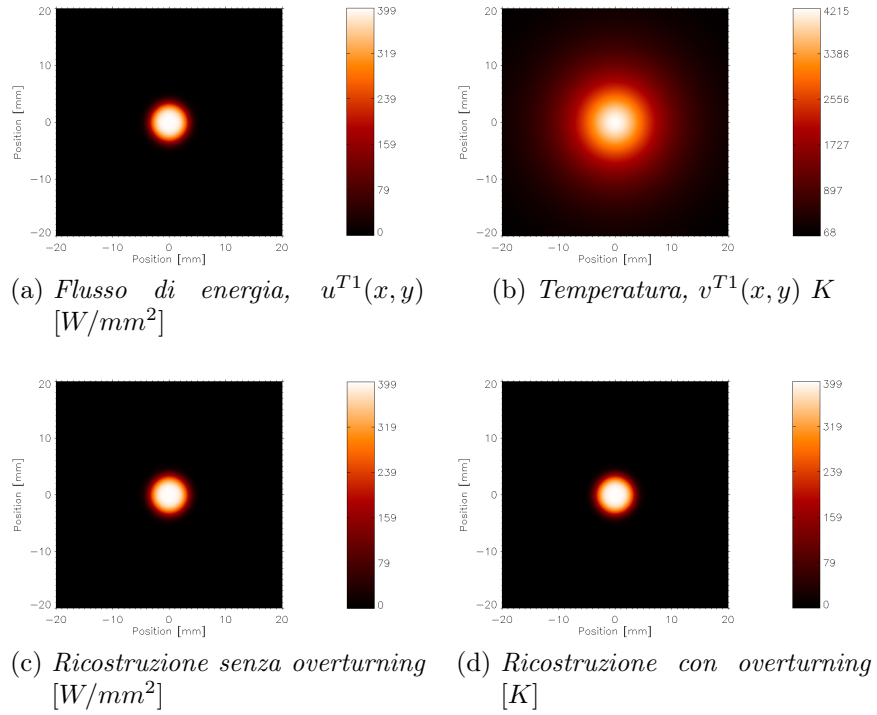 20
10
0
−10
−20
Position [mm]
−20 −10 0 10 20
Position [mm]
399
319
239
159
79
0
(a) Flusso di energia, u^{T1}(x, y)
[W/mm^2]
20
10
0
−10
−20
Position [mm]
−20 −10 0 10 20
Position [mm]
4215
3386
2556
1727
897
68
(b) Temperatura, v^{T1}(x, y) K
20
10
0
−10
−20
Position [mm]
−20 −10 0 10 20
Position [mm]
399
319
239
159
79
0
(c) Ricostruzione senza overturning
[W/mm^2]
20
10
0
−10
−20
Position [mm]
−20 −10 0 10 20
Position [mm]
399
319
239
159
79
0
(d) Ricostruzione con overturning
[K]